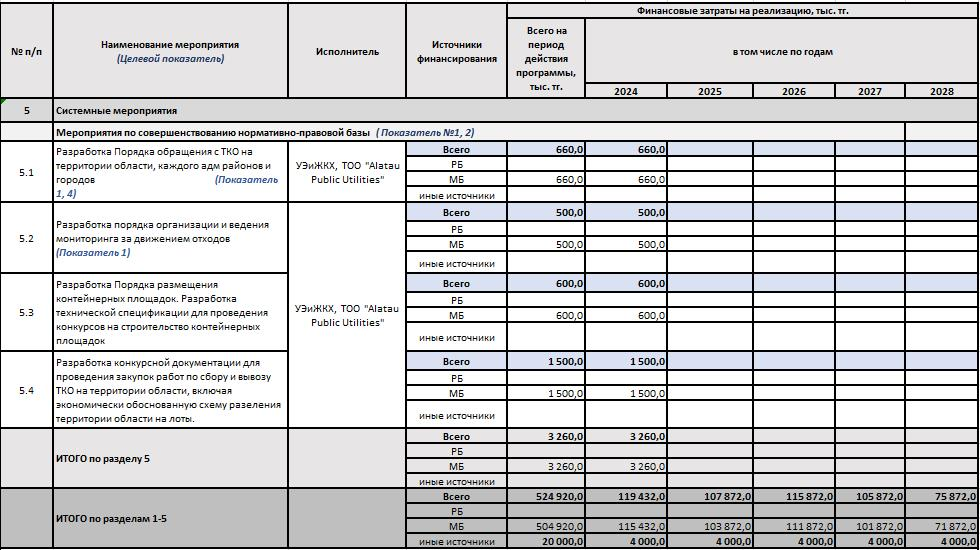 № п/п
Наименование мероприятия
(Целевой показатель)
Исполнитель
Источники
финансирования
Финансовые затраты на реализацию, тыс. тг.
Всего на
период
действия
программы,
тыс. тг.
в том числе по годам
2024 2025 2026 2027 2028
5 Системные мероприятия
Мероприятия по совершенствованию нормативно-правовой базы ( Показатель №1, 2)
5.1
Разработка Порядка обращения с ТКО на
территории области, каждого адм районов и
городов (Показатель
1, 4)
УЭиЖКХ, ТОО "Alatau
Public Utilities"
Всего 660,0 660,0
РБ
МБ 660,0 660,0
иные источники
5.2
Разработка порядка организации и ведения
мониторинга за движением отходов
(Показатель 1)
УЭиЖКХ, ТОО "Alatau
Public Utilities"
Всего 500,0 500,0
РБ
МБ 500,0 500,0
иные источники
5.3
Разработка Порядка размещения
контейнерных площадок. Разработка
технической спецификации для проведения
конкурсов на строительство контейнерных
площадок
Всего 600,0 600,0
РБ
МБ 600,0 600,0
иные источники
5.4
Разработка конкурсной документации для
проведения закупок работ по сбору и вывозу
ТКО на территории области, включая
экономически обоснованную схему разеления
территории области на лоты.
Всего 1 500,0 1 500,0
РБ
МБ 1 500,0 1 500,0
иные источники
ИТОГО по разделу 5
Всего 3 260,0 3 260,0
РБ
МБ 3 260,0 3 260,0
иные источники
ИТОГО по разделам 1-5
Всего 524 920,0 119 432,0 107 872,0 115 872,0 105 872,0 75 872,0
РБ
МБ 504 920,0 115 432,0 103 872,0 111 872,0 101 872,0 71 872,0
иные источники 20 000,0 4 000,0 4 000,0 4 000,0 4 000,0 4 000,0